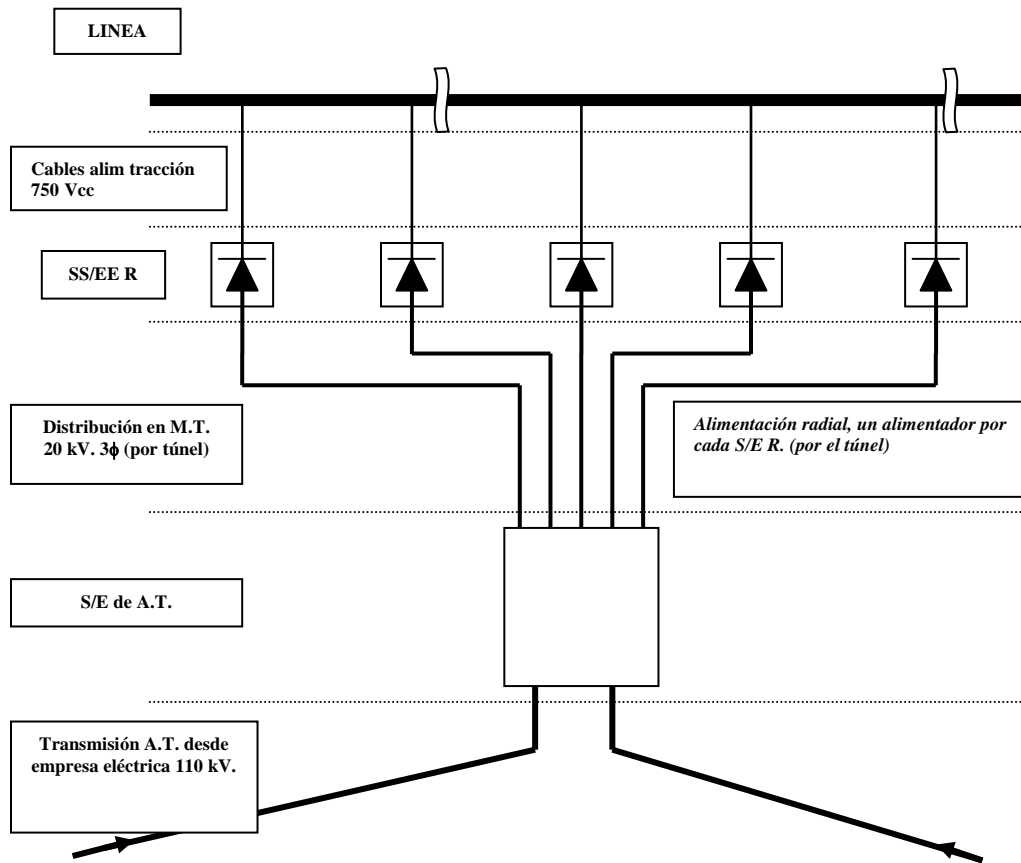 LINEA
Cables alim tracción
750 Vcc
SS/EE R
Distribución en M.T.
20 kV. 3ϕ (por túnel)
Alimentación radial, un alimentador por
cada S/E R. (por el túnel)
S/E de A.T.
Transmisión A.T. desde
empresa eléctrica 110 kV.